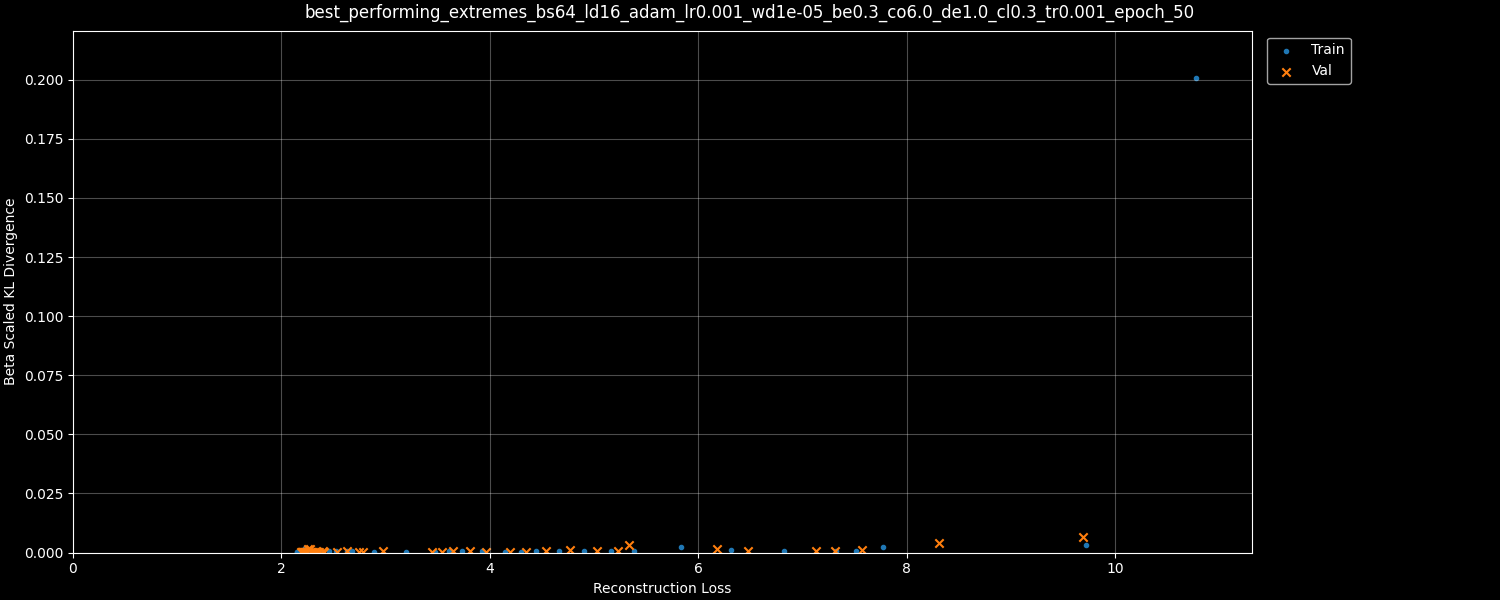 best_performing_extremes_bs64_ld16_adam_lr0.001_wd1e-05_be0.3_co6.0_de1.0_cl0.3_tr0.001_epoch_50
Train
Val
0.200
0.175
0.150
0.125
0.100
0.075
0.050
0.025
0.000
Beta Scaled KL Divergence
0 2 4 6 8 10
Reconstruction Loss